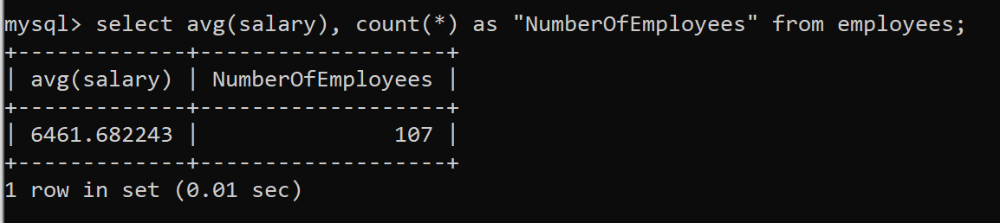 mysql> select avg(salary), count(*) as "NumberOfEmployees" from employees;
+-------------+-------------------+
| avg(salary) | NumberOfEmployees |
+-------------+-------------------+
| 6461.682243 |               107 |
+-------------+-------------------+
1 row in set (0.01 sec)